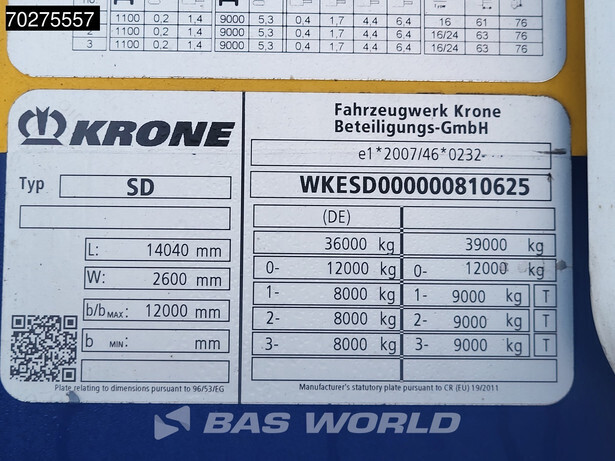 70275557
no
1 1100 0,2 1,4 9000 5,3 0,4 1,7 4,4 6,4 16 61 76
2 1100 0,2 1,4 9000 5,3 0,4 1,7 4,4 6,4 16/24 63 76
3 1100 0,2 1,4 9000 5,3 0,4 1,7 4,4 6,4 16/24 63 76
KRONE
Typ SD
L: 14040 mm
W: 2600 mm
b/bMAX: 12000 mm
b MIN: mm
Plate relating to dimensions pursuant to 96/53/EG
Fahrzeugwerk Krone
Beteiligungs-GmbH
e1*2007/46*0232-
WKESD000000810625
(DE)
36000 kg 39000 kg
0- 12000 kg 0- 12000 kg
1- 8000 kg 1- 9000 kg T
2- 8000 kg 2- 9000 kg T
3- 8000 kg 3- 9000 kg T
Manufacturer's statutory plate pursuant to CR (EU) 19/2011
BAS WORLD